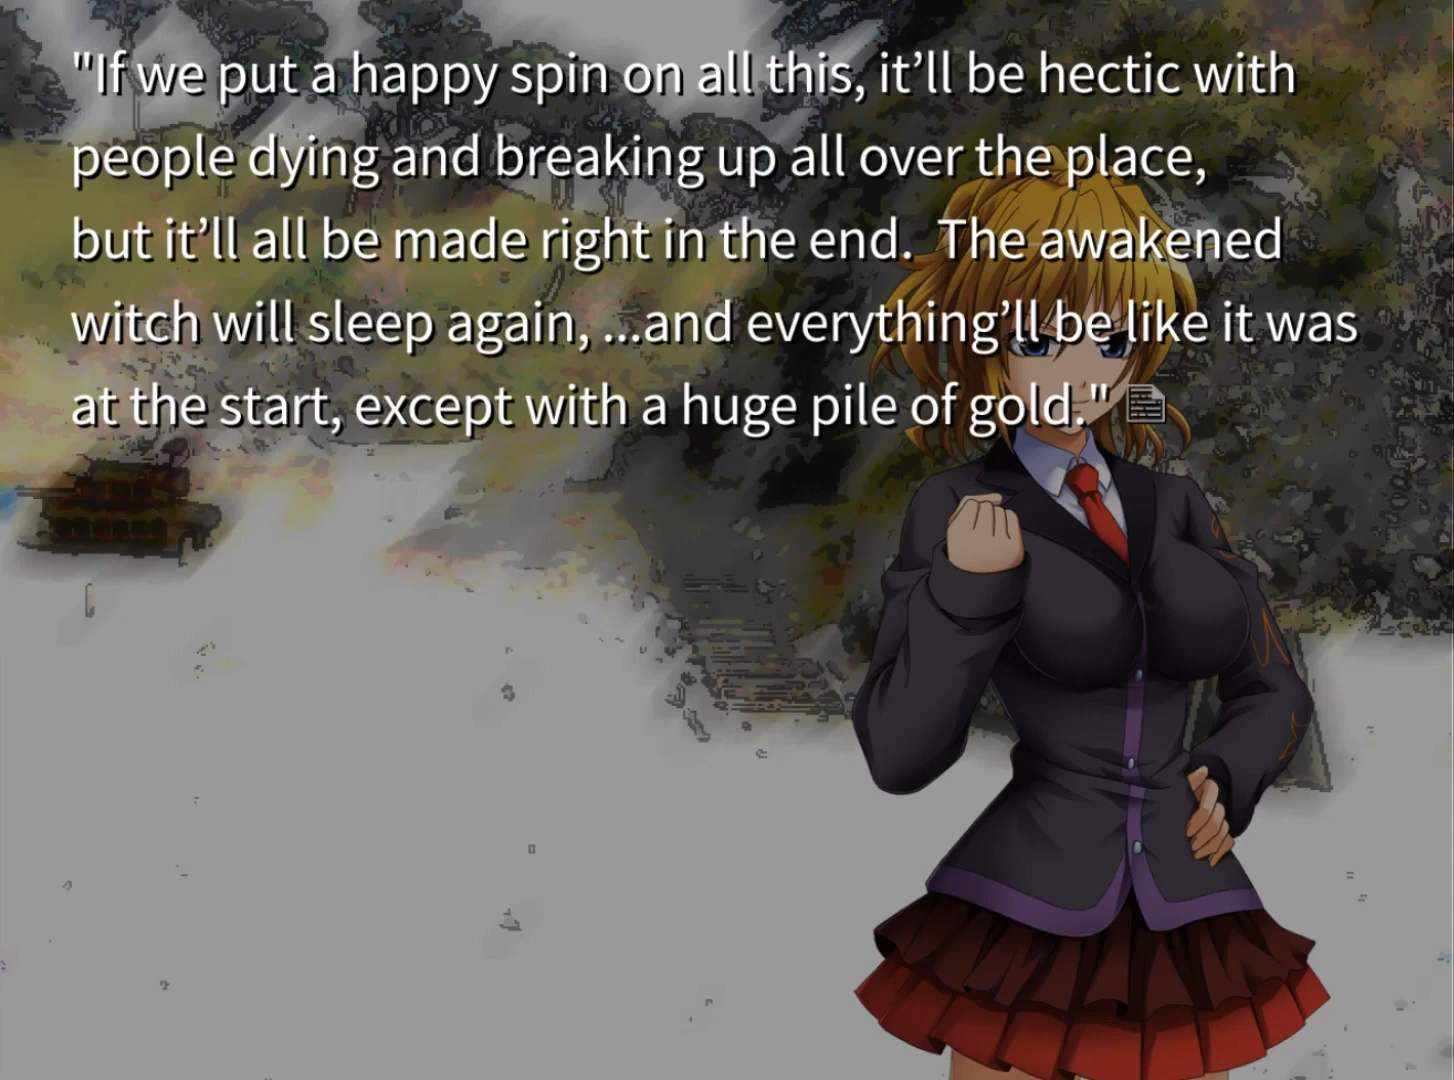 "If we put a happy spin on all this, it’ll be hectic with
people dying and breaking up all over the place,
but it’ll all be made right in the end.  The awakened
witch will sleep again, ...and everything’ll be like it was
at the start, except with a huge pile of gold."